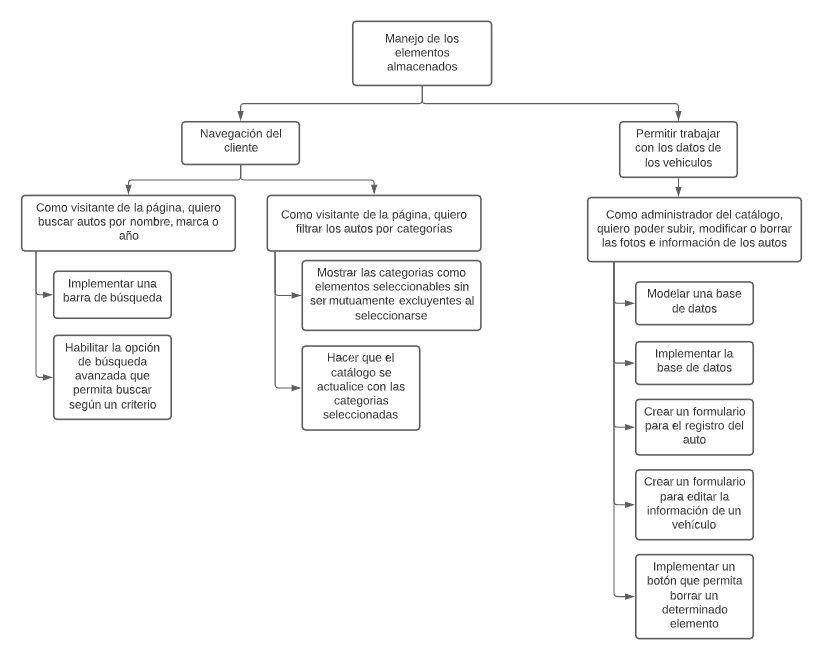 Manejo de los
elementos
almacenados
Navegación del
cliente
Permitir trabajar
con los datos de
los vehiculos
Como visitante de la página, quiero
buscar autos por nombre, marca o
año
Como visitante de la página, quiero
filtrar los autos por categorías
Como administrador del catálogo,
quiero poder subir, modificar o borrar
las fotos e información de los autos
Implementar una
barra de búsqueda
Habilitar la opción
de búsqueda
avanzada que
permita buscar
según un criterio
Mostrar las categorias como
elementos seleccionables sin
ser mutuamente excluyentes al
seleccionarse
Hacer que el
catálogo se
actualice con las
categorias
seleccionadas
Modelar una base
de datos
Implementar la
base de datos
Crear un formulario
para el registro del
auto
Crear un formulario
para editar la
información de un
vehículo
Implementar un
botón que permita
borrar un
determinado
elemento